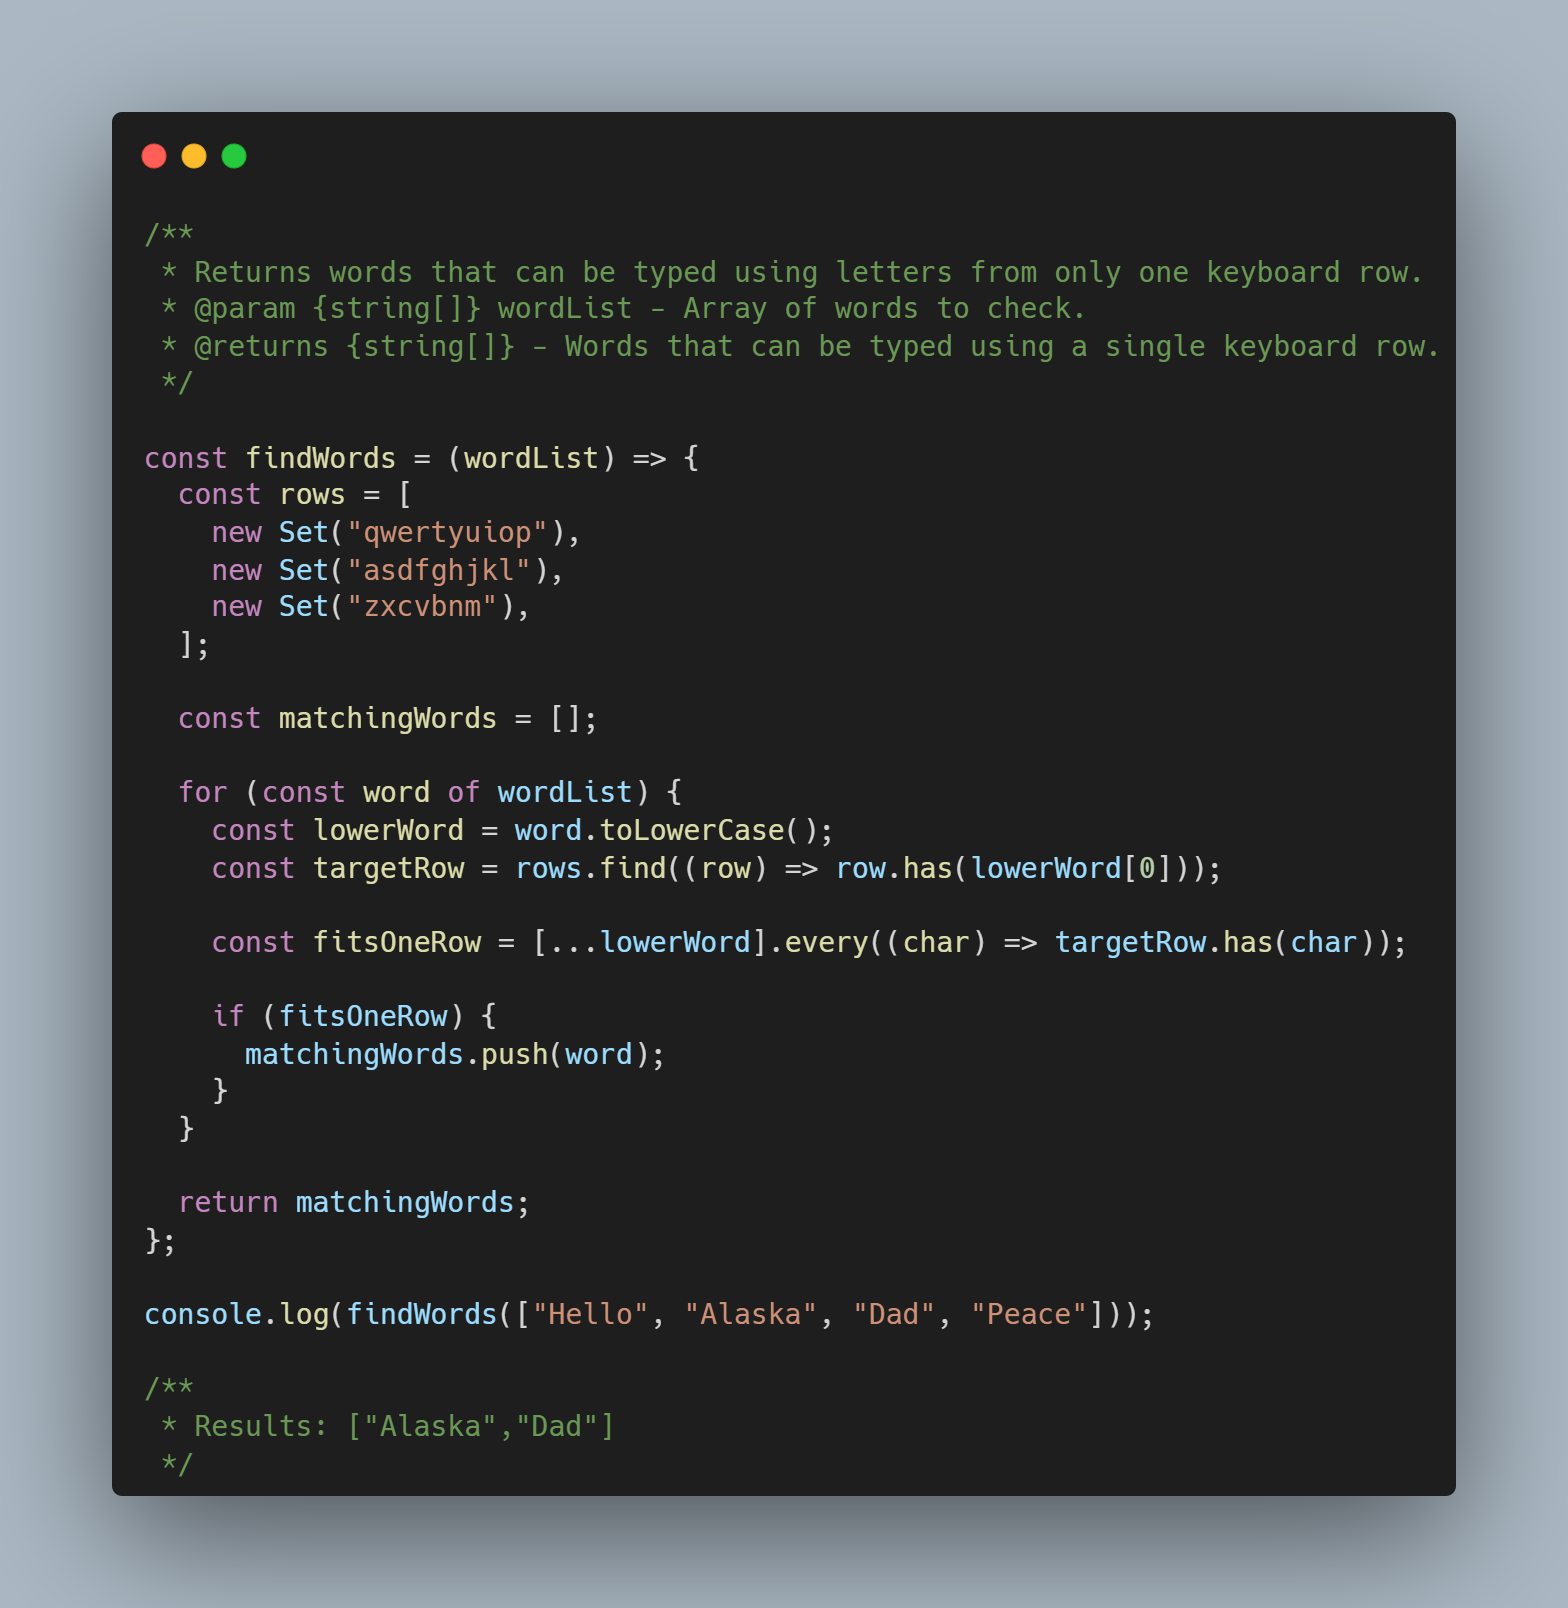 /**
 * Returns words that can be typed using letters from only one keyboard row.
 * @param {string[]} wordList - Array of words to check.
 * @returns {string[]} - Words that can be typed using a single keyboard row.
 */

const findWords = (wordList) => {
  const rows = [
    new Set("qwertyuiop"),
    new Set("asdfghjkl"),
    new Set("zxcvbnm"),
  ];

  const matchingWords = [];

  for (const word of wordList) {
    const lowerWord = word.toLowerCase();
    const targetRow = rows.find((row) => row.has(lowerWord[0]));

    const fitsOneRow = [...lowerWord].every((char) => targetRow.has(char));

    if (fitsOneRow) {
      matchingWords.push(word);
    }
  }

  return matchingWords;
};

console.log(findWords(["Hello", "Alaska", "Dad", "Peace"]));

/**
 * Results: ["Alaska","Dad"]
 */